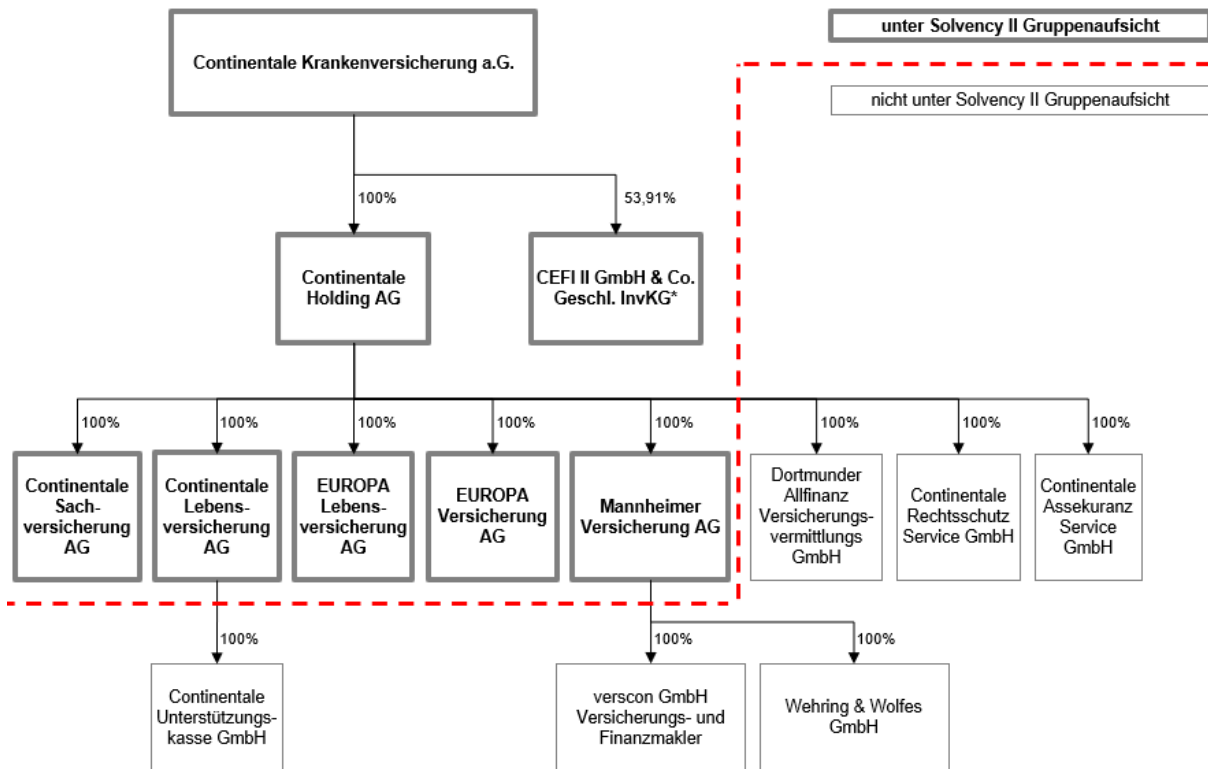 unter Solvency II Gruppenaufsicht
Continentale Krankenversicherung a.G.
nicht unter Solvency II Gruppenaufsicht
100%
53,91%
Continentale
Holding AG
CEFI II GmbH & Co.
Geschl. InvKG*
100%
100%
100%
100%
100%
100%
100%
100%
Continentale
Sach-
versicherung
AG
Continentale
Lebens-
versicherung
AG
EUROPA
Lebens-
versicherung
AG
EUROPA
Versicherung
AG
Mannheimer
Versicherung AG
Dortmunder
Allfinanz
Versicherungs-
vermittlungs
GmbH
Continentale
Rechtsschutz
Service GmbH
Continentale
Assekuranz
Service
GmbH
100%
100%
100%
Continentale
Unterstützungs-
kasse GmbH
verscon GmbH
Versicherungs- und
Finanzmakler
Wehring & Wolfes
GmbH